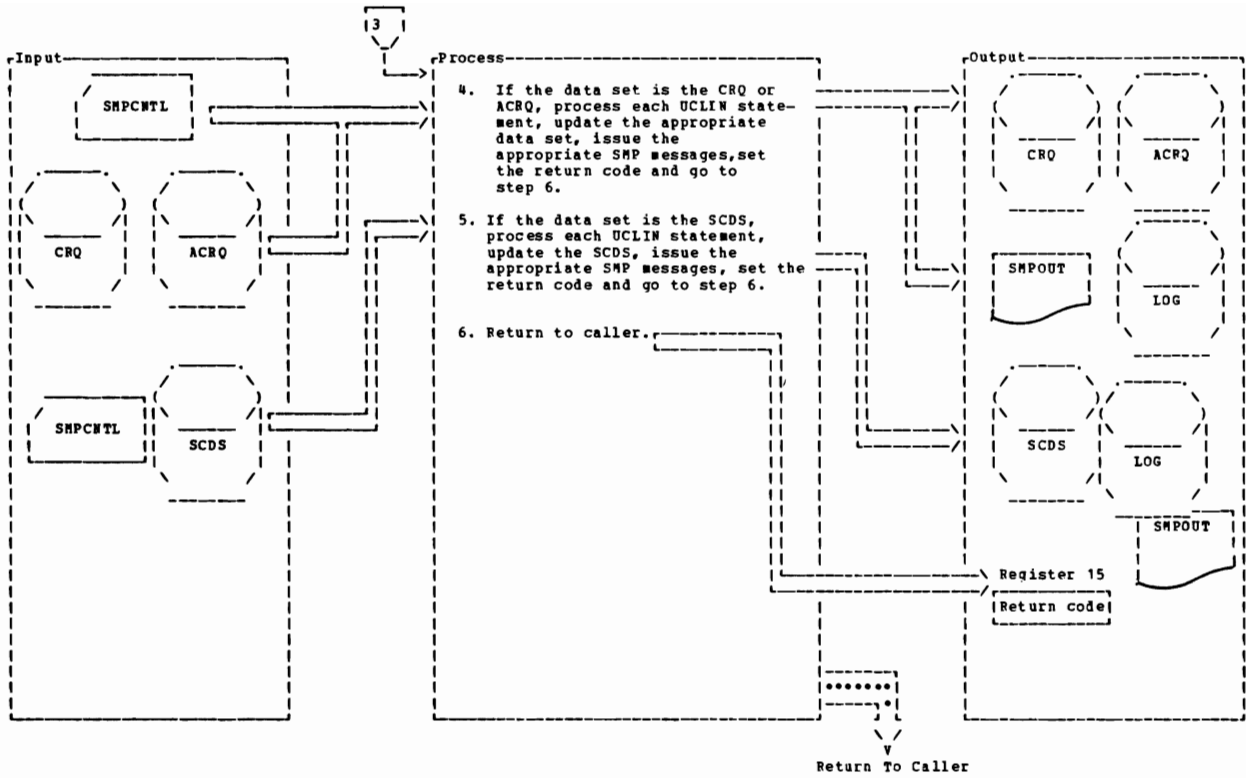 3
Input
SMPCNTL
CRQ
ACRQ
SMPCNTL
SCDS
Process
4. If the data set is the CRQ or
ACRQ, process each UCLIN state-
ment, update the appropriate
data set, issue the
appropriate SMP messages,set
the return code and go to
step 6.
5. If the data set is the SCDS,
process each UCLIN statement,
update the SCDS, issue the
appropriate SMP messages, set the
return code and go to step 6.
6. Return to caller.
Output
CRQ
ACRQ
SMPOUT
LOG
SCDS
LOG
SMPOUT
Register 15
Return code
V
Return To Caller